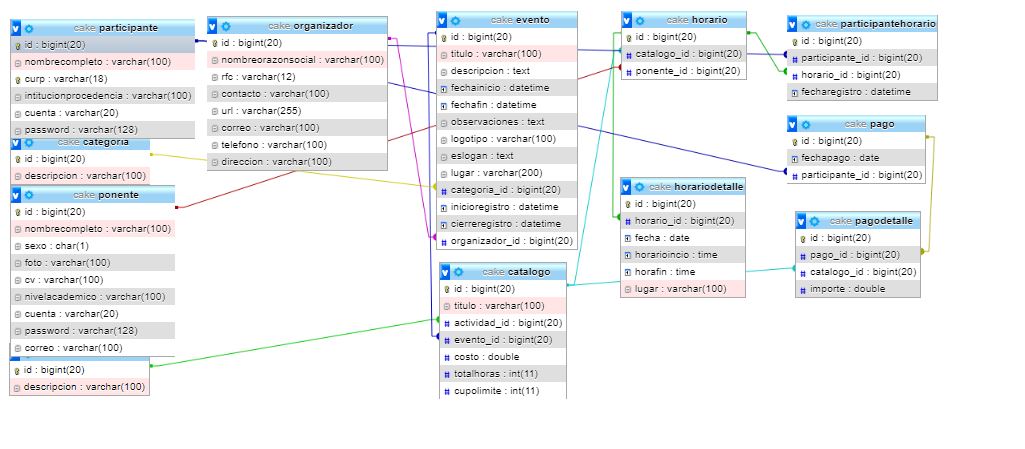 cake participante
id : bigint(20)
nombrecompleto : varchar(100)
curp : varchar(18)
intitucionprocedencia : varchar(100)
cuenta : varchar(20)
password : varchar(128)
cake categoria
id : bigint(20)
descripcion : varchar(100)
cake ponente
id : bigint(20)
nombrecompleto : varchar(100)
sexo : char(1)
foto : varchar(100)
cv : varchar(100)
nivelacademico : varchar(100)
cuenta : varchar(20)
password : varchar(128)
correo : varchar(100)
id : bigint(20)
descripcion : varchar(100)
cake organizador
id : bigint(20)
nombreorazonsocial : varchar(100)
rfc : varchar(12)
contacto : varchar(100)
url : varchar(255)
correo : varchar(100)
telefono : varchar(100)
direccion : varchar(100)
cake evento
id : bigint(20)
titulo : varchar(100)
descripcion : text
fechainicio : datetime
fechafin : datetime
observaciones : text
logotipo : varchar(100)
eslogan : text
lugar : varchar(200)
categoria_id : bigint(20)
inicioregistro : datetime
cierreregistro : datetime
organizador_id : bigint(20)
cake catalogo
id : bigint(20)
titulo : varchar(100)
actividad_id : bigint(20)
evento_id : bigint(20)
costo : double
totalhoras : int(11)
cupolimite : int(11)
cake horario
id : bigint(20)
catalogo_id : bigint(20)
ponente_id : bigint(20)
cake horariodetalle
id : bigint(20)
horario_id : bigint(20)
fecha : date
horarioincio : time
horafin : time
lugar : varchar(100)
cake participantehorario
id : bigint(20)
participante_id : bigint(20)
horario_id : bigint(20)
fecharegistro : datetime
cake pago
id : bigint(20)
fechapago : date
participante_id : bigint(20)
cake pagodetalle
id : bigint(20)
pago_id : bigint(20)
catalogo_id : bigint(20)
importe : double